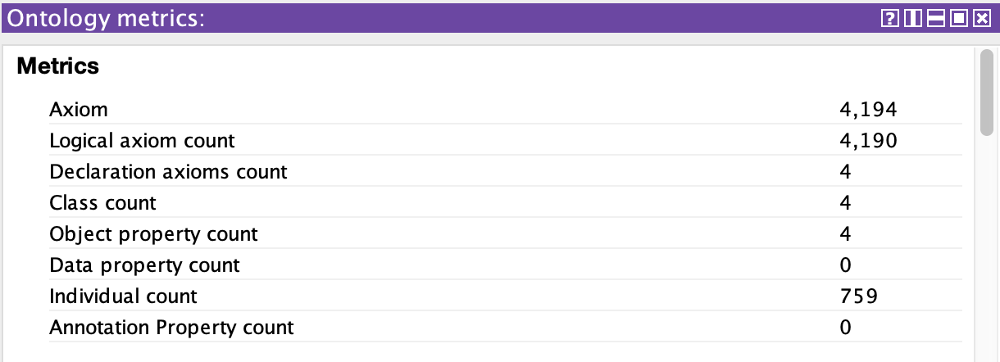 Ontology metrics:
Metrics
Axiom 4,194
Logical axiom count 4,190
Declaration axioms count 4
Class count 4
Object property count 4
Data property count 0
Individual count 759
Annotation Property count 0